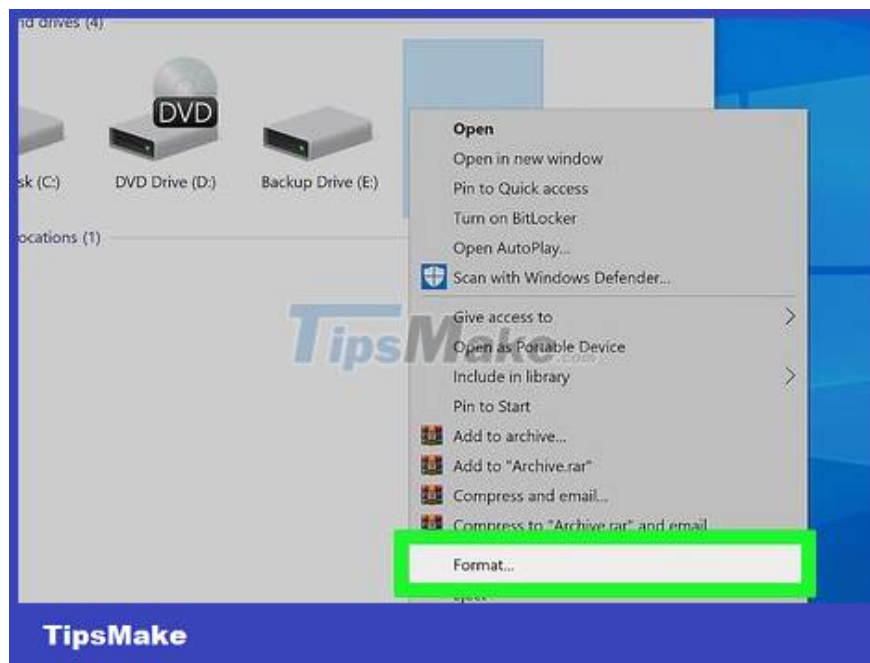 nd drives (4)
DVD
sk (C:)
DVD Drive (D:)
Backup Drive (E:)
ocations (1)
Open
Open in new window
Pin to Quick access
Turn on BitLocker
Open AutoPlay...
Scan with Windows Defender...
Give access to
Open as Portable Device
Include in library
Pin to Start
Add to archive...
Add to "Archive.rar"
Compress and email...
Compress to "Archive.rar" and email
Format...
Eject
TipsMake.com
TipsMake